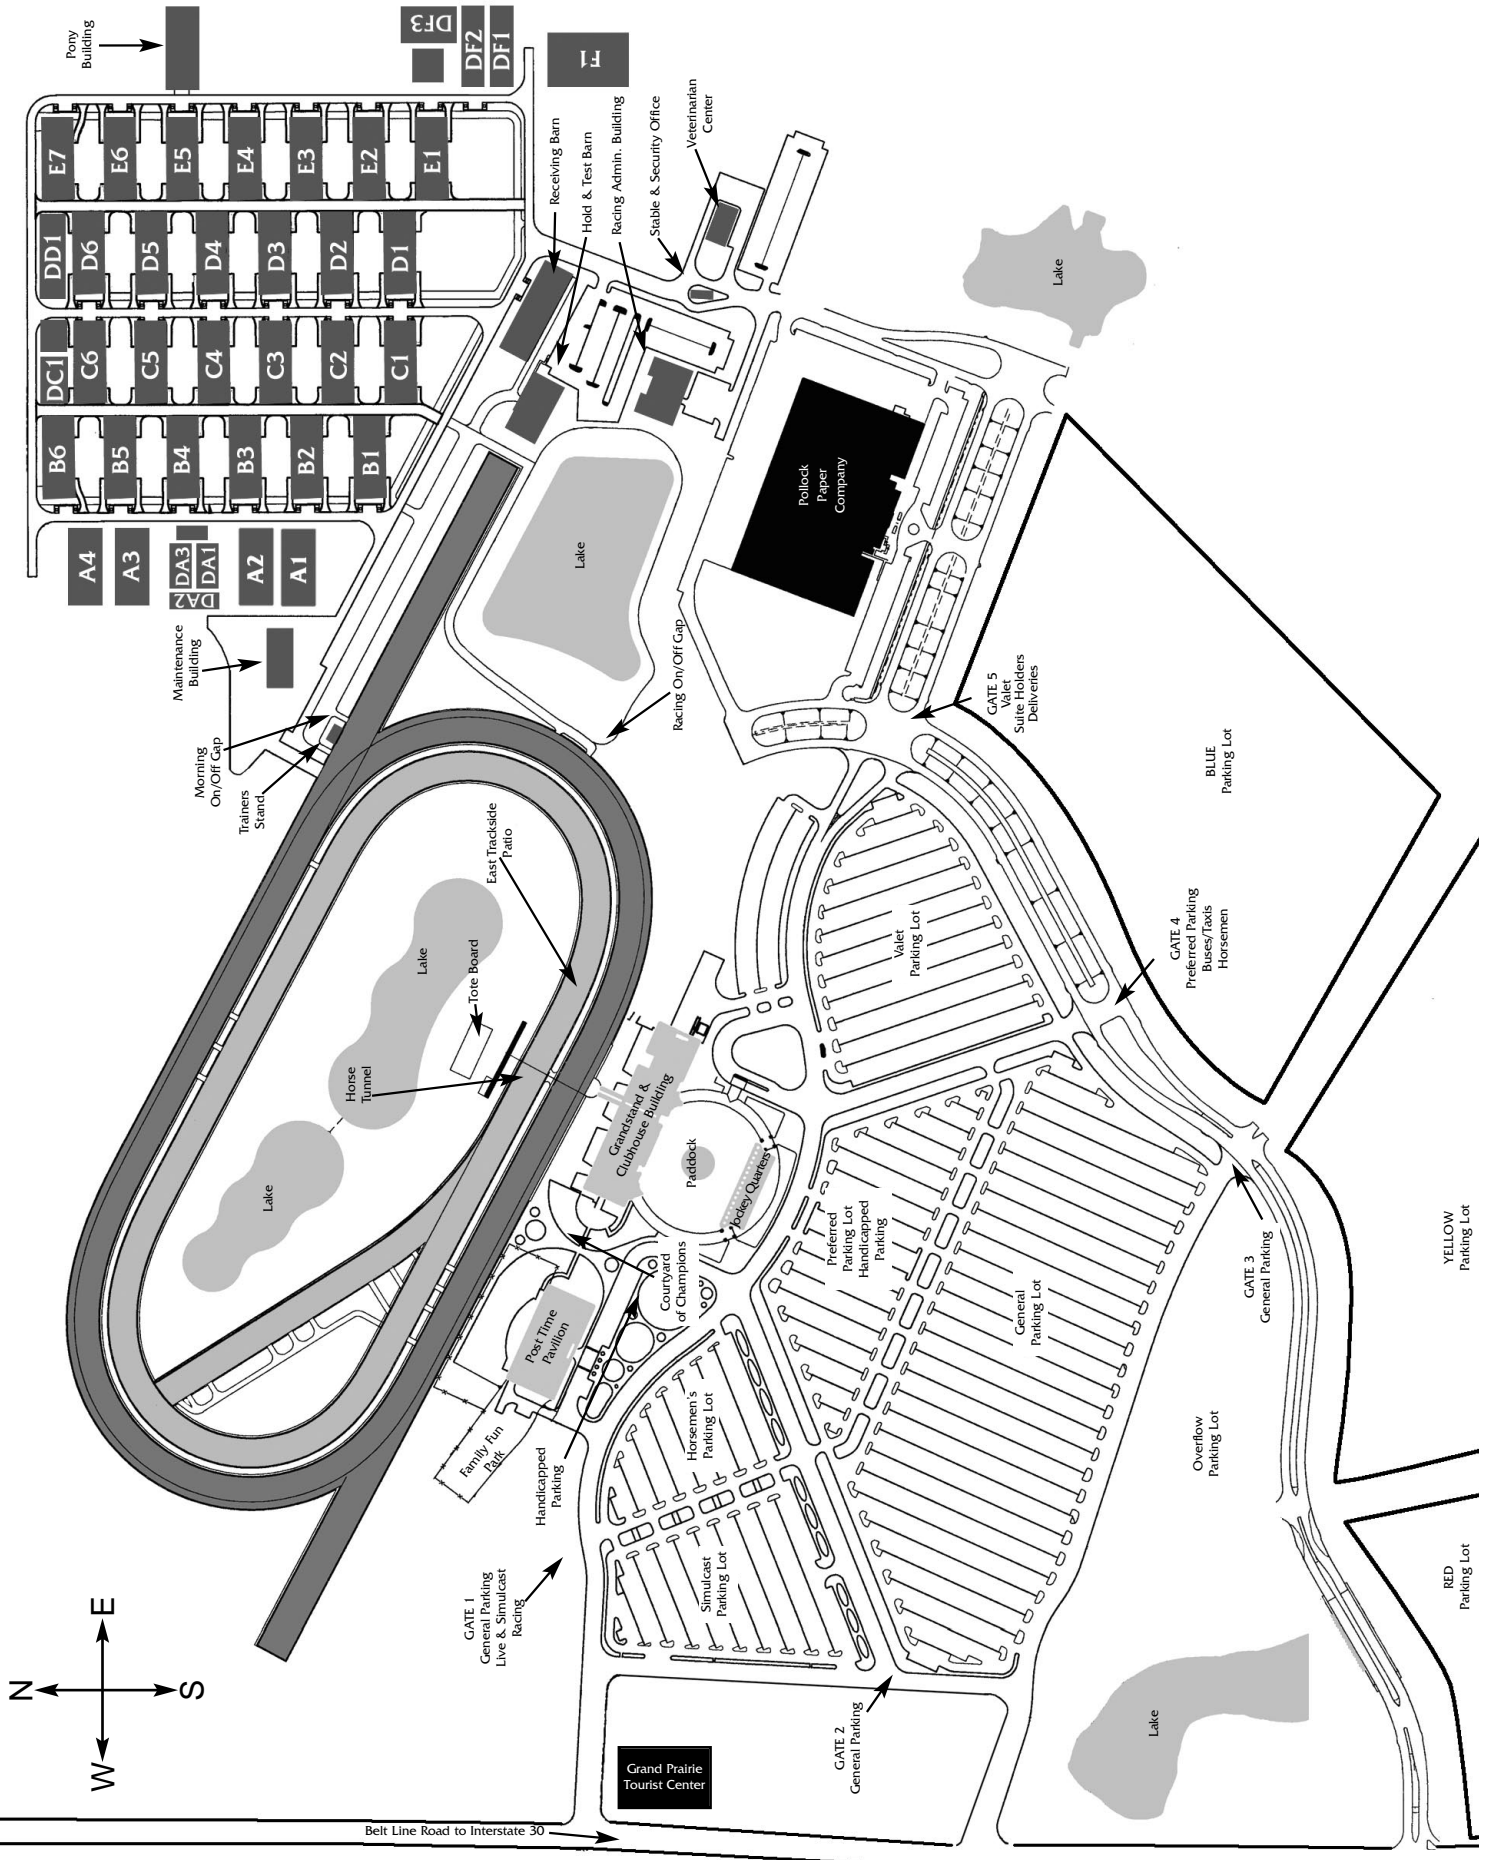 Pony
Building
DF3
DF2
DF1
F1
E7
E6
E5
E4
E3
E2
E1
DD1
D6
D5
D4
D3
D2
D1
DC1
C6
C5
C4
C3
C2
C1
B6
B5
B4
B3
B2
B1
A4
A3
DA3
DA1
DA2
A2
A1
Receiving Barn
Hold & Test Barn
Racing Admin. Building
Stable & Security Office
Veterinarian
Center
Lake
Pollock
Paper
Company
Lake
Maintenance
Building
Morning
On/Off Gap
Trainers
Stand
Racing On/Off Gap
GATE 5
Valet
Suite Holders
Deliveries
BLUE
Parking Lot
East Trackside
Patio
Lake
Tote Board
Horse
Tunnel
Lake
Valet
Parking Lot
GATE 4
Preferred Parking
Buses/Taxis
Horsemen
Grandstand &
Clubhouse Building
Paddock
Jockey Quarters
Courtyard
of Champions
Post Time
Pavilion
Family Fun
Park
Handicapped
Parking
Preferred
Parking Lot
Handicapped
Parking
General
Parking Lot
GATE 3
General Parking
YELLOW
Parking Lot
Horsemen's
Parking Lot
Simulcast
Parking Lot
Overflow
Parking Lot
RED
Parking Lot
GATE 1
General Parking
Live & Simulcast
Racing
GATE 2
General Parking
Lake
N
E
S
W
Grand Prairie
Tourist Center
Belt Line Road to Interstate 30